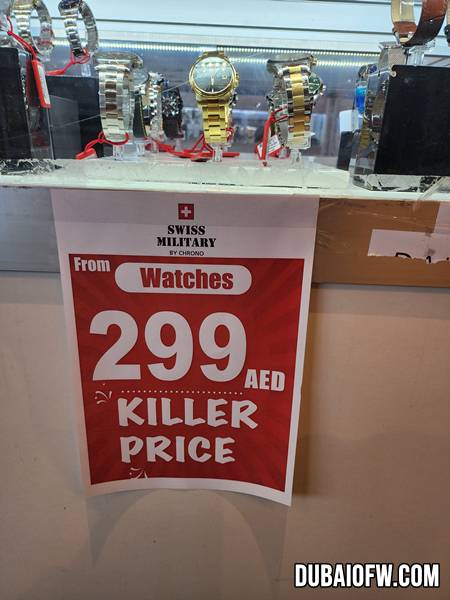 SWISS
MILITARY
BY CHRONO
From
Watches
299 AED
KILLER
PRICE
DUBAIOFW.COM